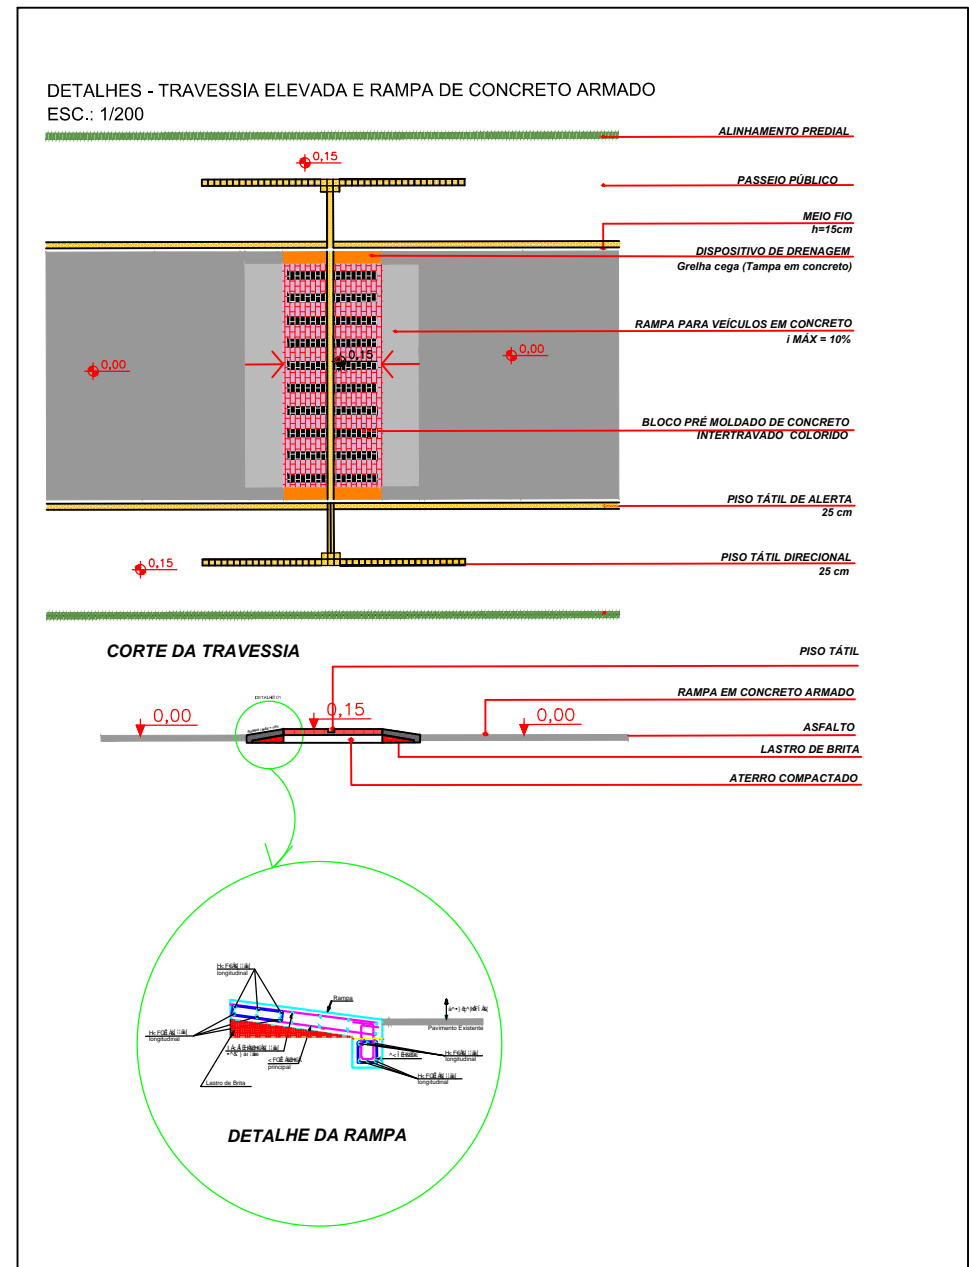 DETALHES - TRAVESSIA ELEVADA E RAMPA DE CONCRETO ARMADO
ESC.: 1/200
ALINHAMENTO PREDIAL
0,15
PASSEIO PÚBLICO
MEIO FIO
h=15cm
DISPOSITIVO DE DRENAGEM
Grelha cega (Tampa em concreto)
RAMPA PARA VEÍCULOS EM CONCRETO
i MÁX = 10%
0,00
0,15
0,00
BLOCO PRÉ MOLDADO DE CONCRETO
INTERTRAVADO COLORIDO
PISO TÁTIL DE ALERTA
25 cm
0,15
PISO TÁTIL DIRECIONAL
25 cm
CORTE DA TRAVESSIA
PISO TÁTIL
RAMPA EM CONCRETO ARMADO
DETALHE 01
0,00
0,15
0,00
ASFALTO
LASTRO DE BRITA
ATERRO COMPACTADO
longitudinal
Rampa
Pavimento Existente
longitudinal
longitudinal
principal
Lastro de Brita
longitudinal
DETALHE DA RAMPA